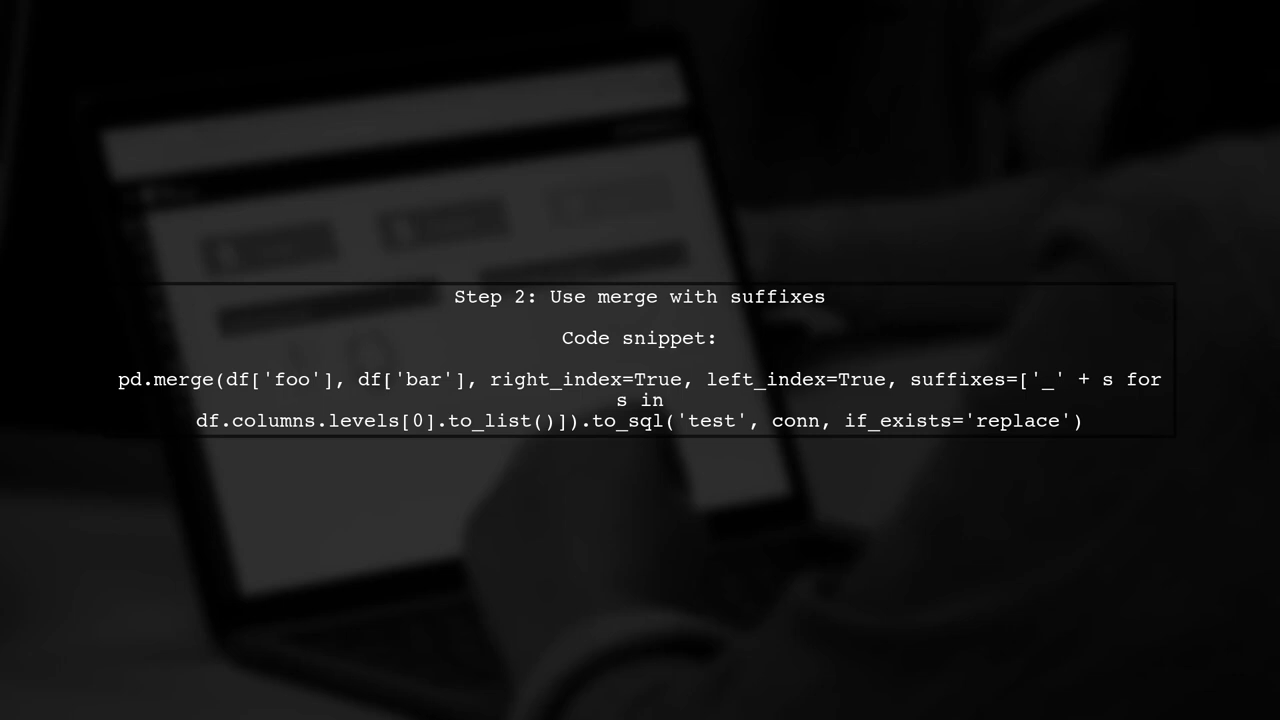 Step 2: Use merge with suffixes
Code snippet:
pd.merge(df['foo'], df['bar'], right_index=True, left_index=True, suffixes=['_' + s for
s in
df.columns.levels[0].to_list()]).to_sql('test', conn, if_exists='replace')